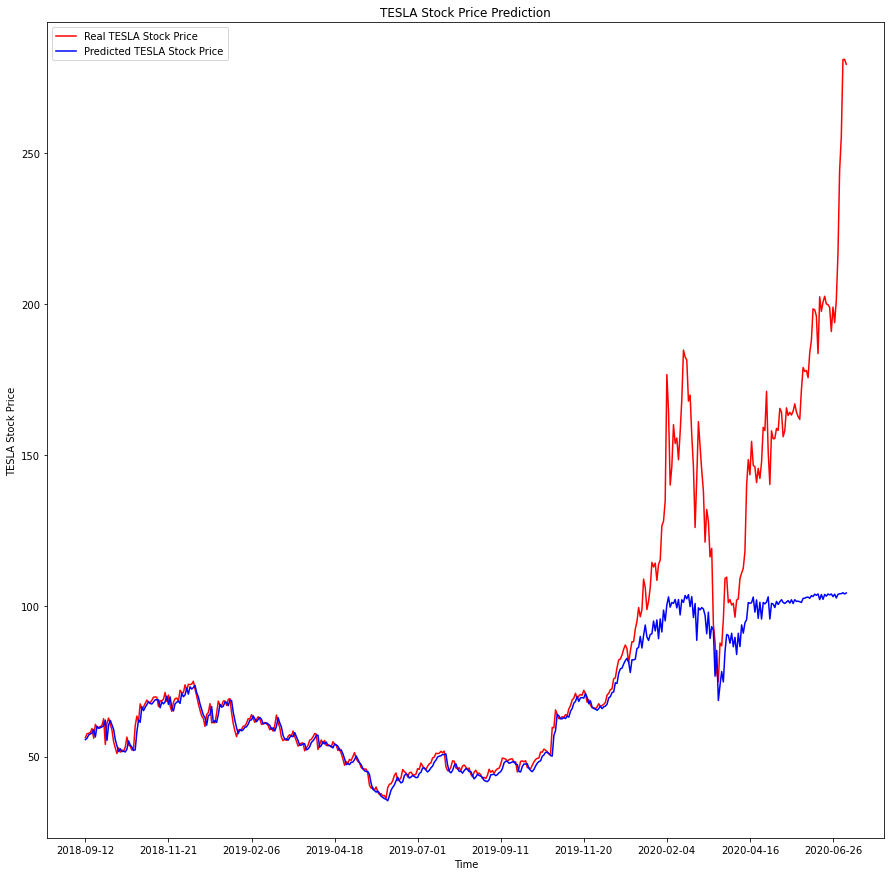 TESLA Stock Price Prediction
Real TESLA Stock Price
Predicted TESLA Stock Price
250
200
150
100
50
TESLA Stock Price
2018-09-12 2018-11-21 2019-02-06 2019-04-18 2019-07-01 2019-09-11 2019-11-20 2020-02-04 2020-04-16 2020-06-26
Time